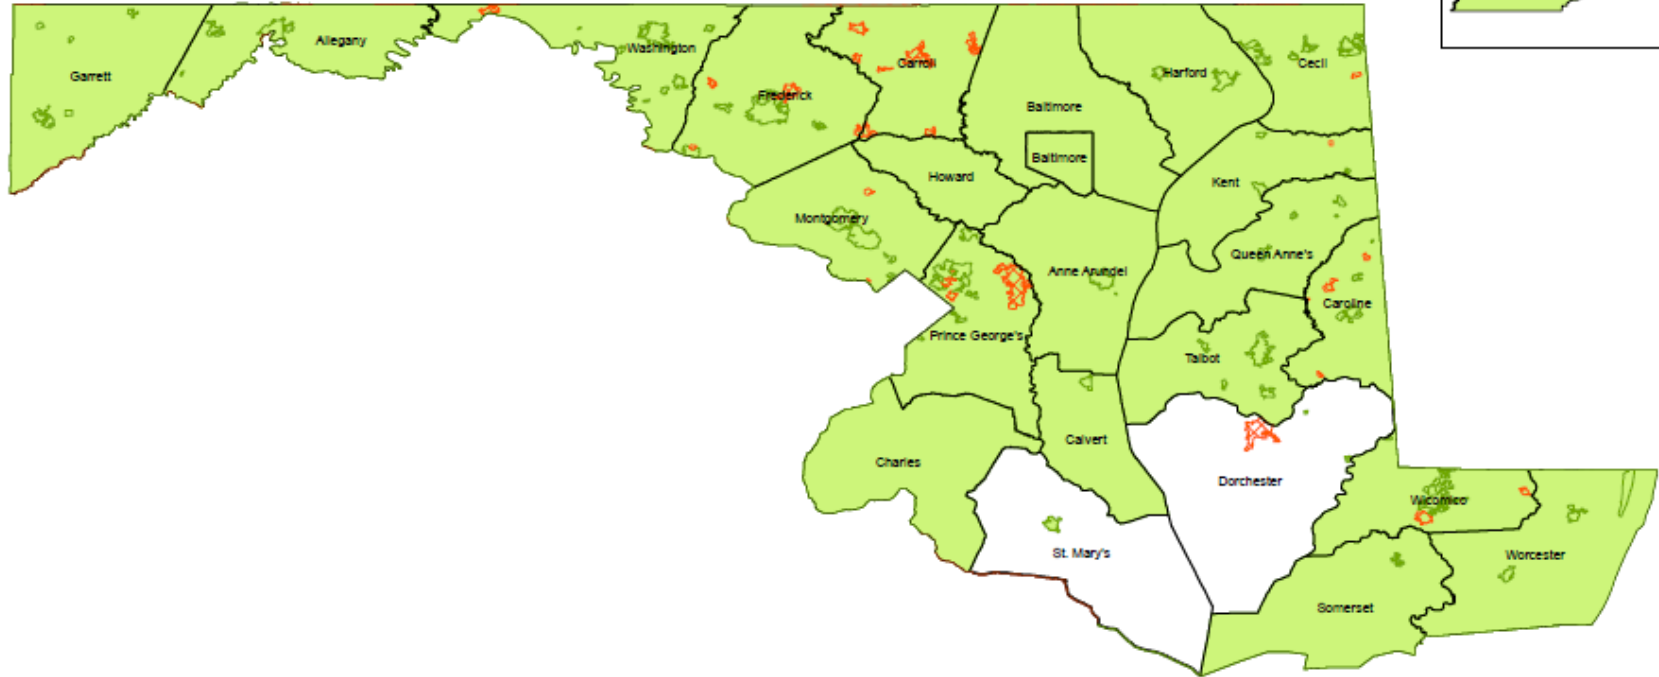 Garrett
Allegany
Washington
Frederick
Carroll
Baltimore
Baltimore
Harford
Cecil
Howard
Montgomery
Kent
Queen Anne's
Anne Arundel
Prince George's
Caroline
Talbot
Calvert
Charles
St. Mary's
Dorchester
Wicomico
Worcester
Somerset